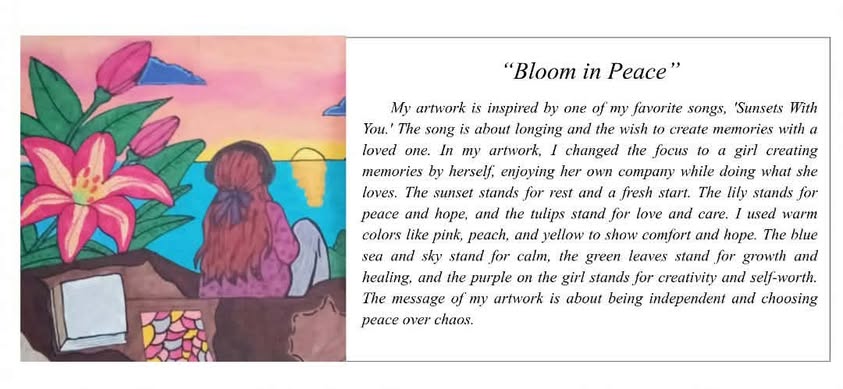 “Bloom in Peace”
My artwork is inspired by one of my favorite songs, 'Sunsets With
You.' The song is about longing and the wish to create memories with a
loved one. In my artwork, I changed the focus to a girl creating
memories by herself, enjoying her own company while doing what she
loves. The sunset stands for rest and a fresh start. The lily stands for
peace and hope, and the tulips stand for love and care. I used warm
colors like pink, peach, and yellow to show comfort and hope. The blue
sea and sky stand for calm, the green leaves stand for growth and
healing, and the purple on the girl stands for creativity and self-worth.
The message of my artwork is about being independent and choosing
peace over chaos.